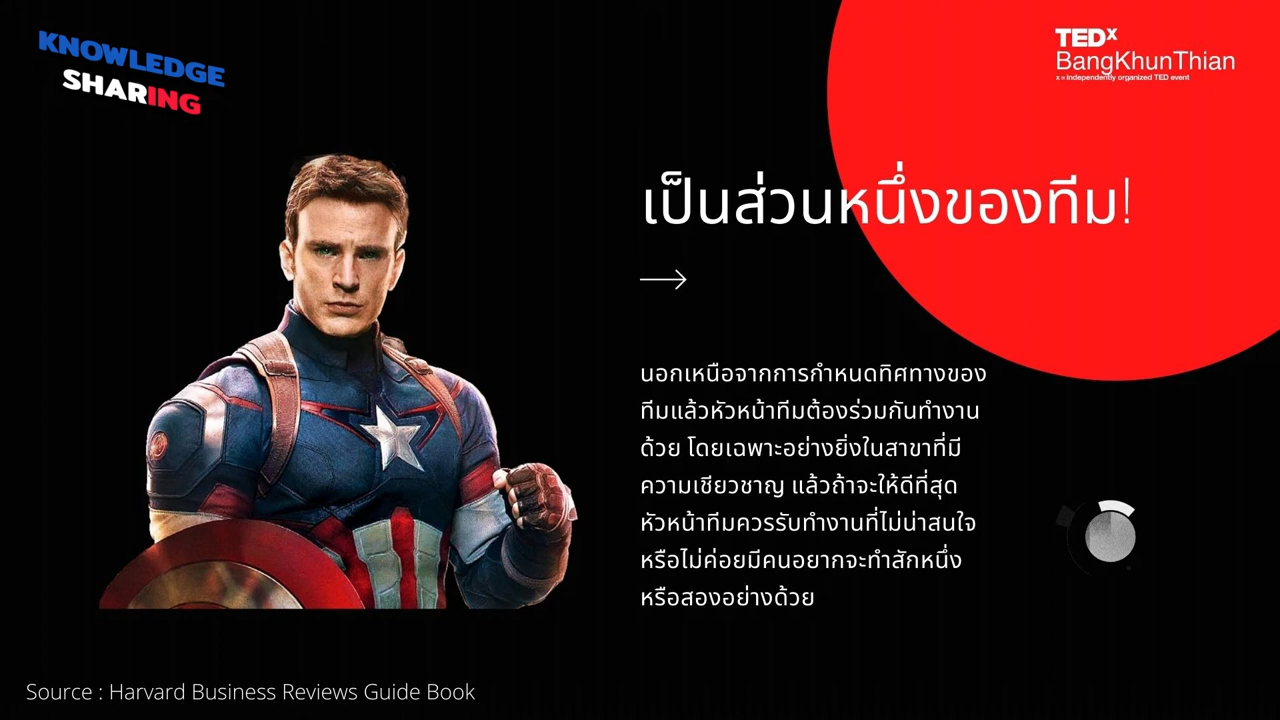 KNOWLEDGE
SHARING
TEDx
BangKhunThian
x = independently organized TED event
เป็นส่วนหนึ่งของทีม!
นอกเหนือจากการกำหนดทิศทางของ
ทีมแล้วหัวหน้าทีมต้องร่วมกันทำงาน
ด้วย โดยเฉพาะอย่างยิ่งในสาขาที่มี
ความเชียวชาญ แล้วถ้าจะให้ดีที่สุด
หัวหน้าทีมควรรับทำงานที่ไม่น่าสนใจ
หรือไม่ค่อยมีคนอยากจะทำสักหนึ่ง
หรือสองอย่างด้วย
Source : Harvard Business Reviews Guide Book